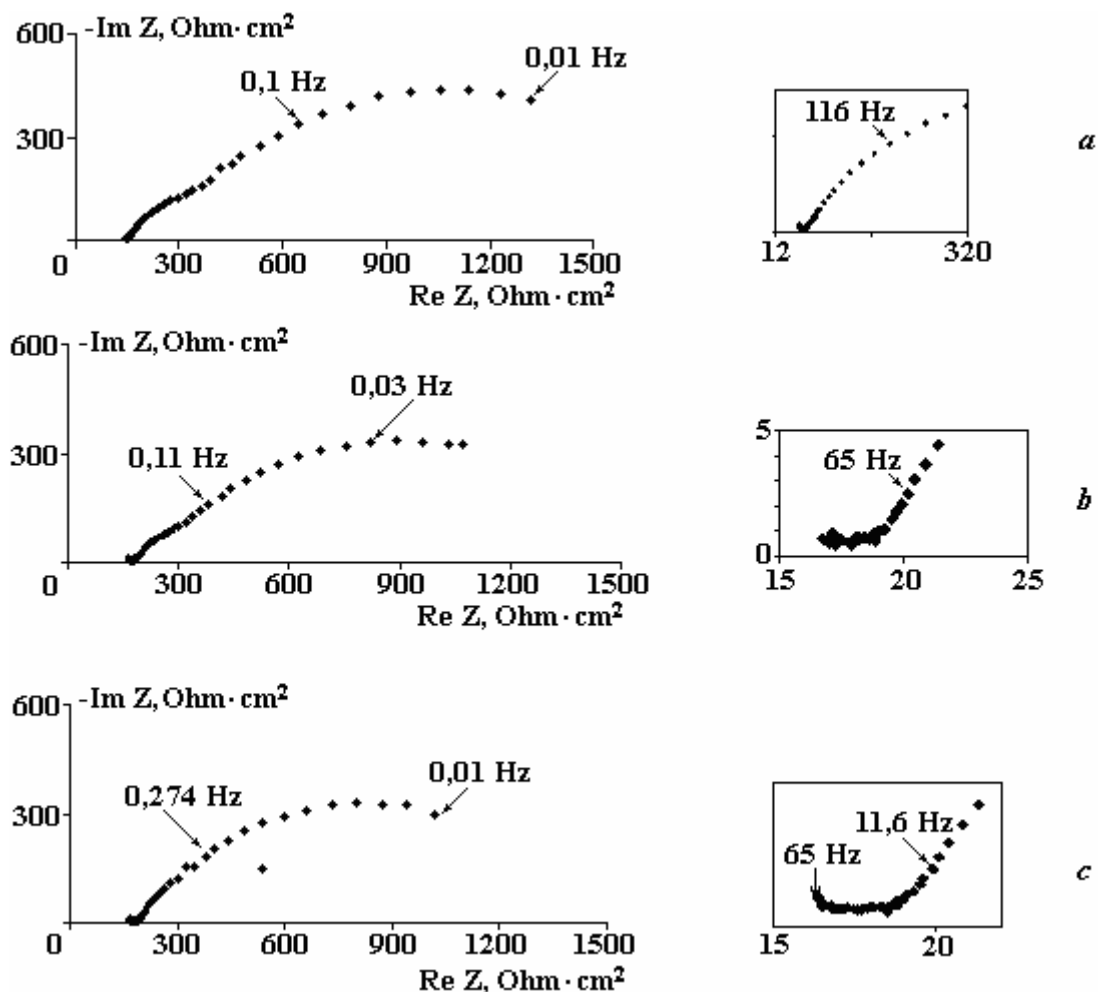 600 -Im Z, Ohm·cm²
0,01 Hz
0,1 Hz
300
0 300 600 900 1200 1500
Re Z, Ohm·cm²
116 Hz
12 320
a
600 -Im Z, Ohm·cm²
0,03 Hz
0,11 Hz
300
0 300 600 900 1200 1500
Re Z, Ohm·cm²
5
65 Hz
0
15 20 25
b
600 -Im Z, Ohm·cm²
0,01 Hz
0,274 Hz
300
0 300 600 900 1200 1500
Re Z, Ohm·cm²
11,6 Hz
65 Hz
15 20
c